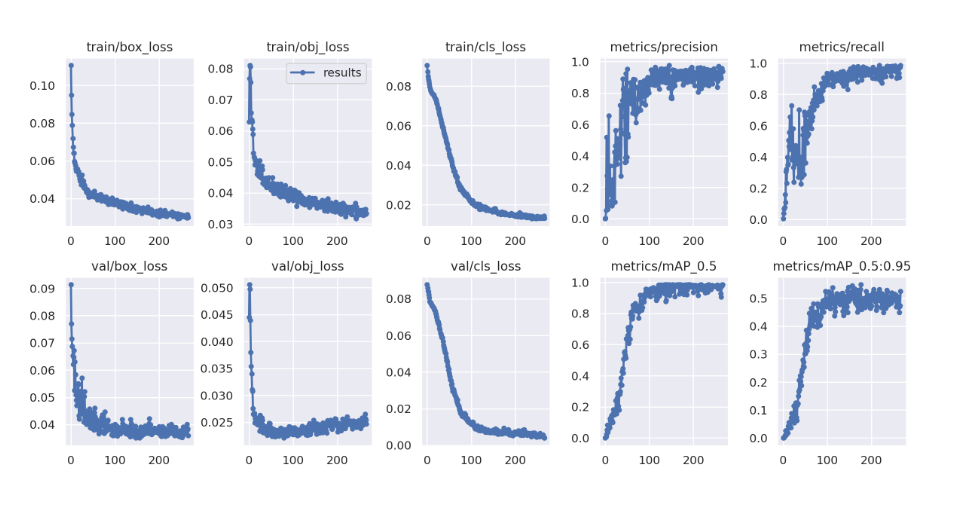 train/box_loss
train/obj_loss
train/cls_loss
metrics/precision
metrics/recall
0.10
0.08
0.06
0.04
0 100 200
0.08
0.07
0.06
0.05
0.04
0.03
results
0 100 200
0.08
0.06
0.04
0.02
0 100 200
1.0
0.8
0.6
0.4
0.2
0.0
0 100 200
1.0
0.8
0.6
0.4
0.2
0.0
0 100 200
val/box_loss
val/obj_loss
val/cls_loss
metrics/mAP_0.5
metrics/mAP_0.5:0.95
0.09
0.08
0.07
0.06
0.05
0.04
0 100 200
0.050
0.045
0.040
0.035
0.030
0.025
0 100 200
0.08
0.06
0.04
0.02
0.00
0 100 200
1.0
0.8
0.6
0.4
0.2
0.0
0 100 200
0.5
0.4
0.3
0.2
0.1
0.0
0 100 200